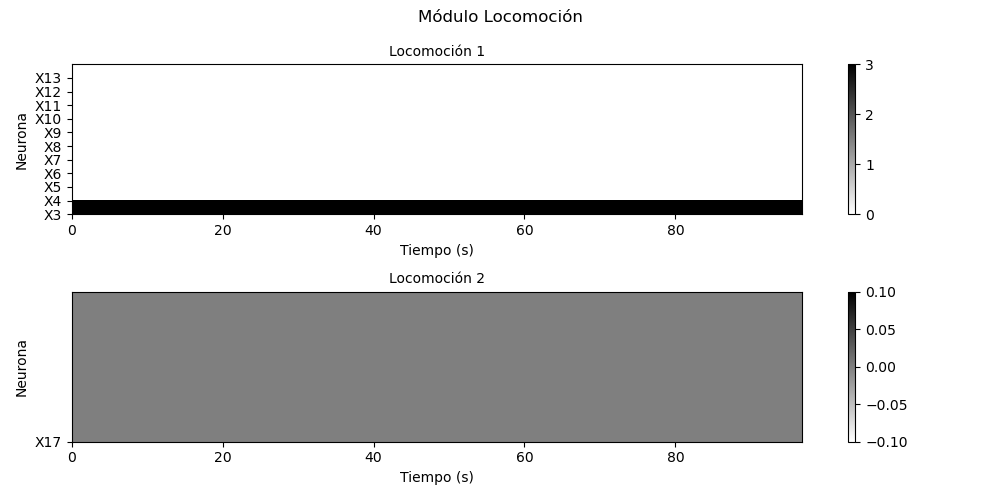 Módulo Locomoción
Locomoción 1
Neurona
X13
X12
X11
X10
X9
X8
X7
X6
X5
X4
X3
0 20 40 60 80
Tiempo (s)
3
2
1
0
Locomoción 2
Neurona
X17
0 20 40 60 80
Tiempo (s)
0.10
0.05
0.00
−0.05
−0.10